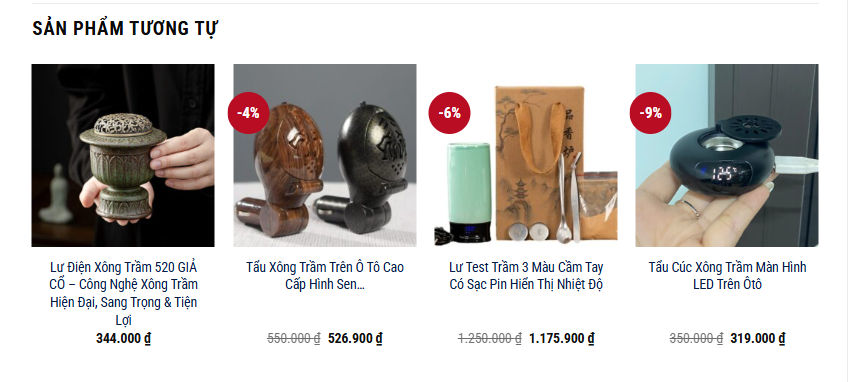 SẢN PHẨM TƯƠNG TỰ
-4%
-6%
-9%
12:5
Lư Điện Xông Trầm 520 GIẢ
CỔ – Công Nghệ Xông Trầm
Hiện Đại, Sang Trọng & Tiện
Lợi
344.000 ₫
Tẩu Xông Trầm Trên Ô Tô Cao
Cấp Hình Sen...
550.000 ₫ 526.900 ₫
Lư Test Trầm 3 Màu Cầm Tay
Có Sạc Pin Hiển Thị Nhiệt Độ
1.250.000 ₫ 1.175.900 ₫
Tẩu Cúc Xông Trầm Màn Hình
LED Trên Ôtô
350.000 ₫ 319.000 ₫